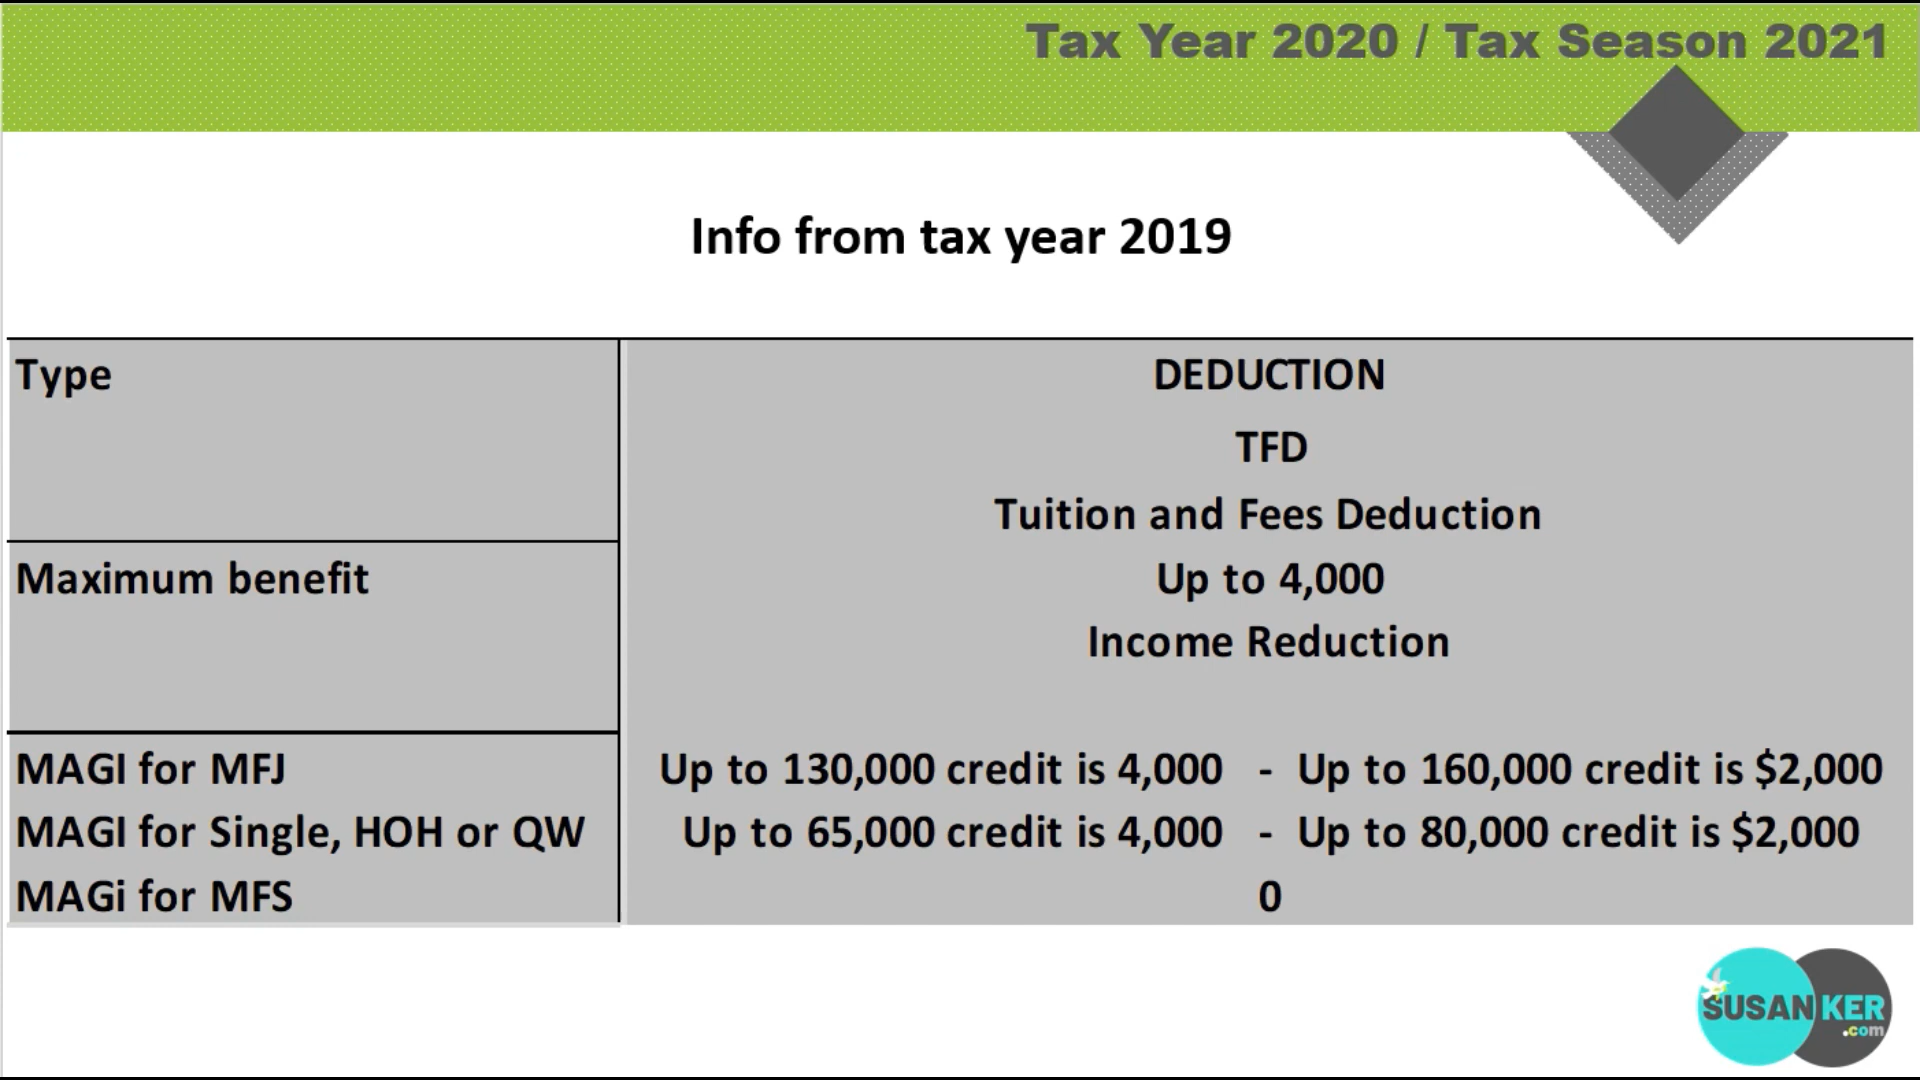 Tax Year 2020 / Tax Season 2021
Info from tax year 2019
Type
DEDUCTION
TFD
Tuition and Fees Deduction
Maximum benefit
Up to 4,000
Income Reduction
MAGI for MFJ
Up to 130,000 credit is 4,000 - Up to 160,000 credit is $2,000
MAGI for Single, HOH or QW
Up to 65,000 credit is 4,000 - Up to 80,000 credit is $2,000
MAGi for MFS
0
SUSAN KER
.com